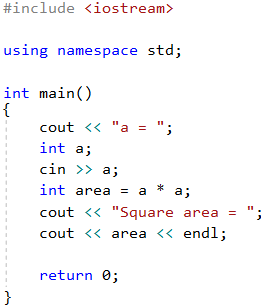 #include <iostream>
using namespace std;
int main()
{
cout << "a = ";
int a;
cin >> a;
int area = a * a;
cout << "Square area = ";
cout << area << endl;
return 0;
}